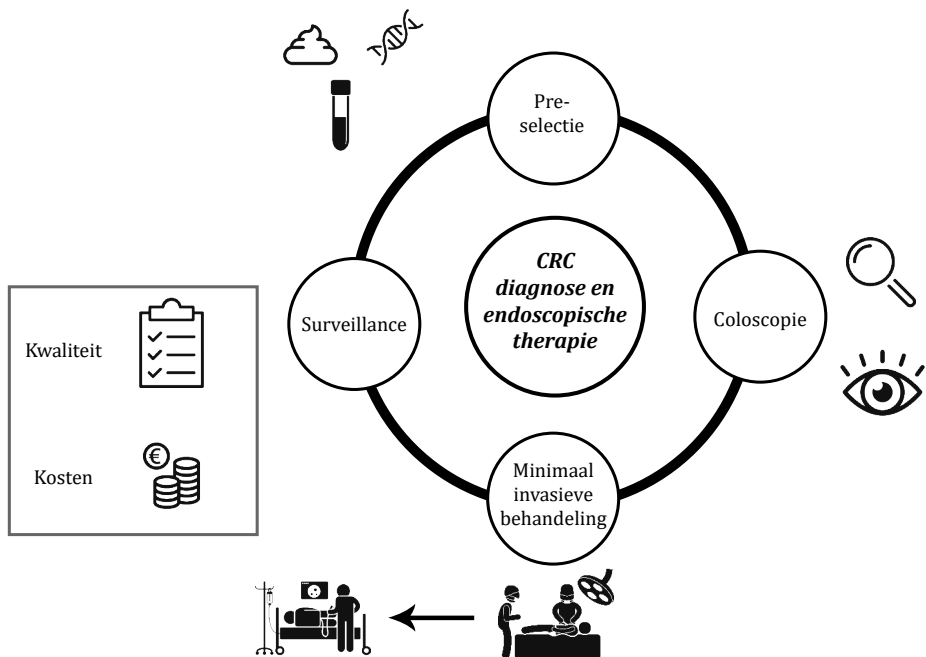 Pre-
selectie
CRC
diagnose en
endoscopische
therapie
Surveillance
Coloscopie
Kwaliteit
Kosten
€
Minimaal
invasieve
behandeling